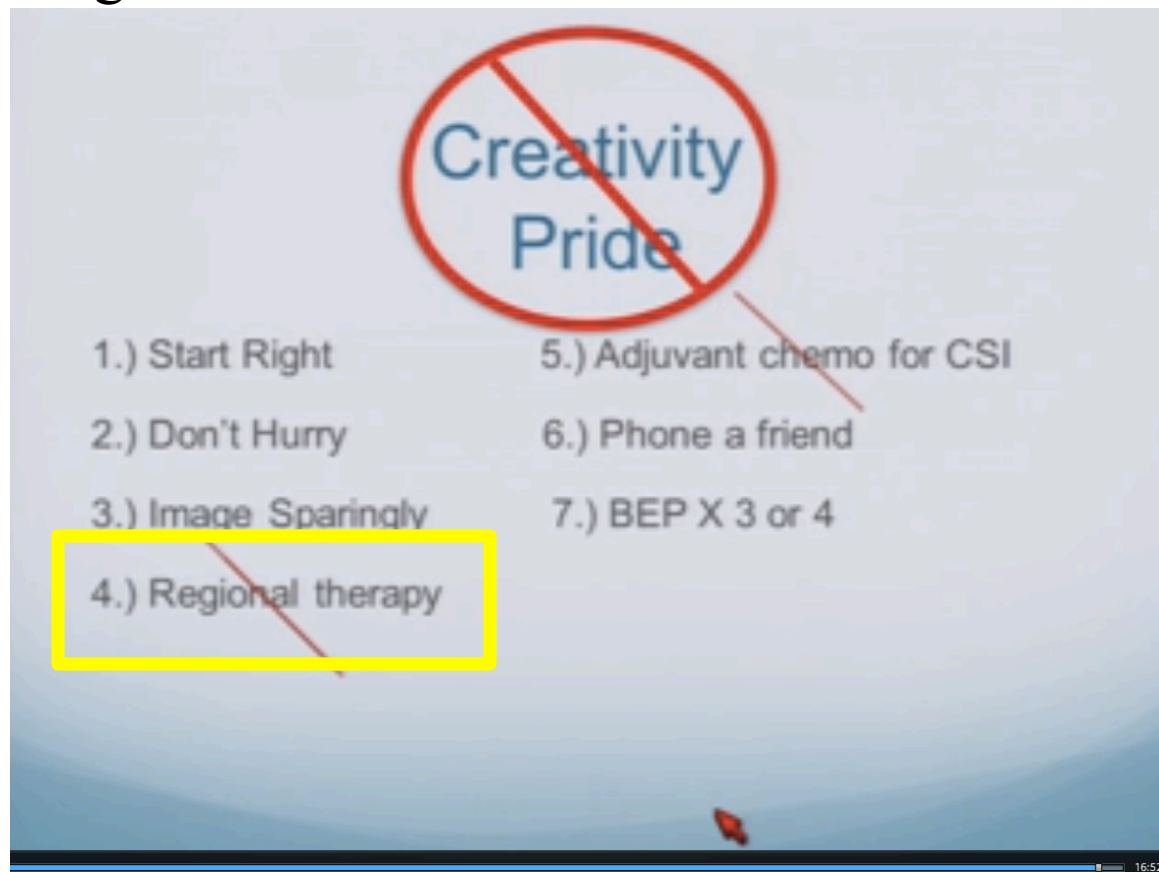 Creativity
Pride
1.) Start Right
2.) Don't Hurry
3.) Image Sparingly
4.) Regional therapy
5.) Adjuvant chemo for CSI
6.) Phone a friend
7.) BEP X 3 or 4